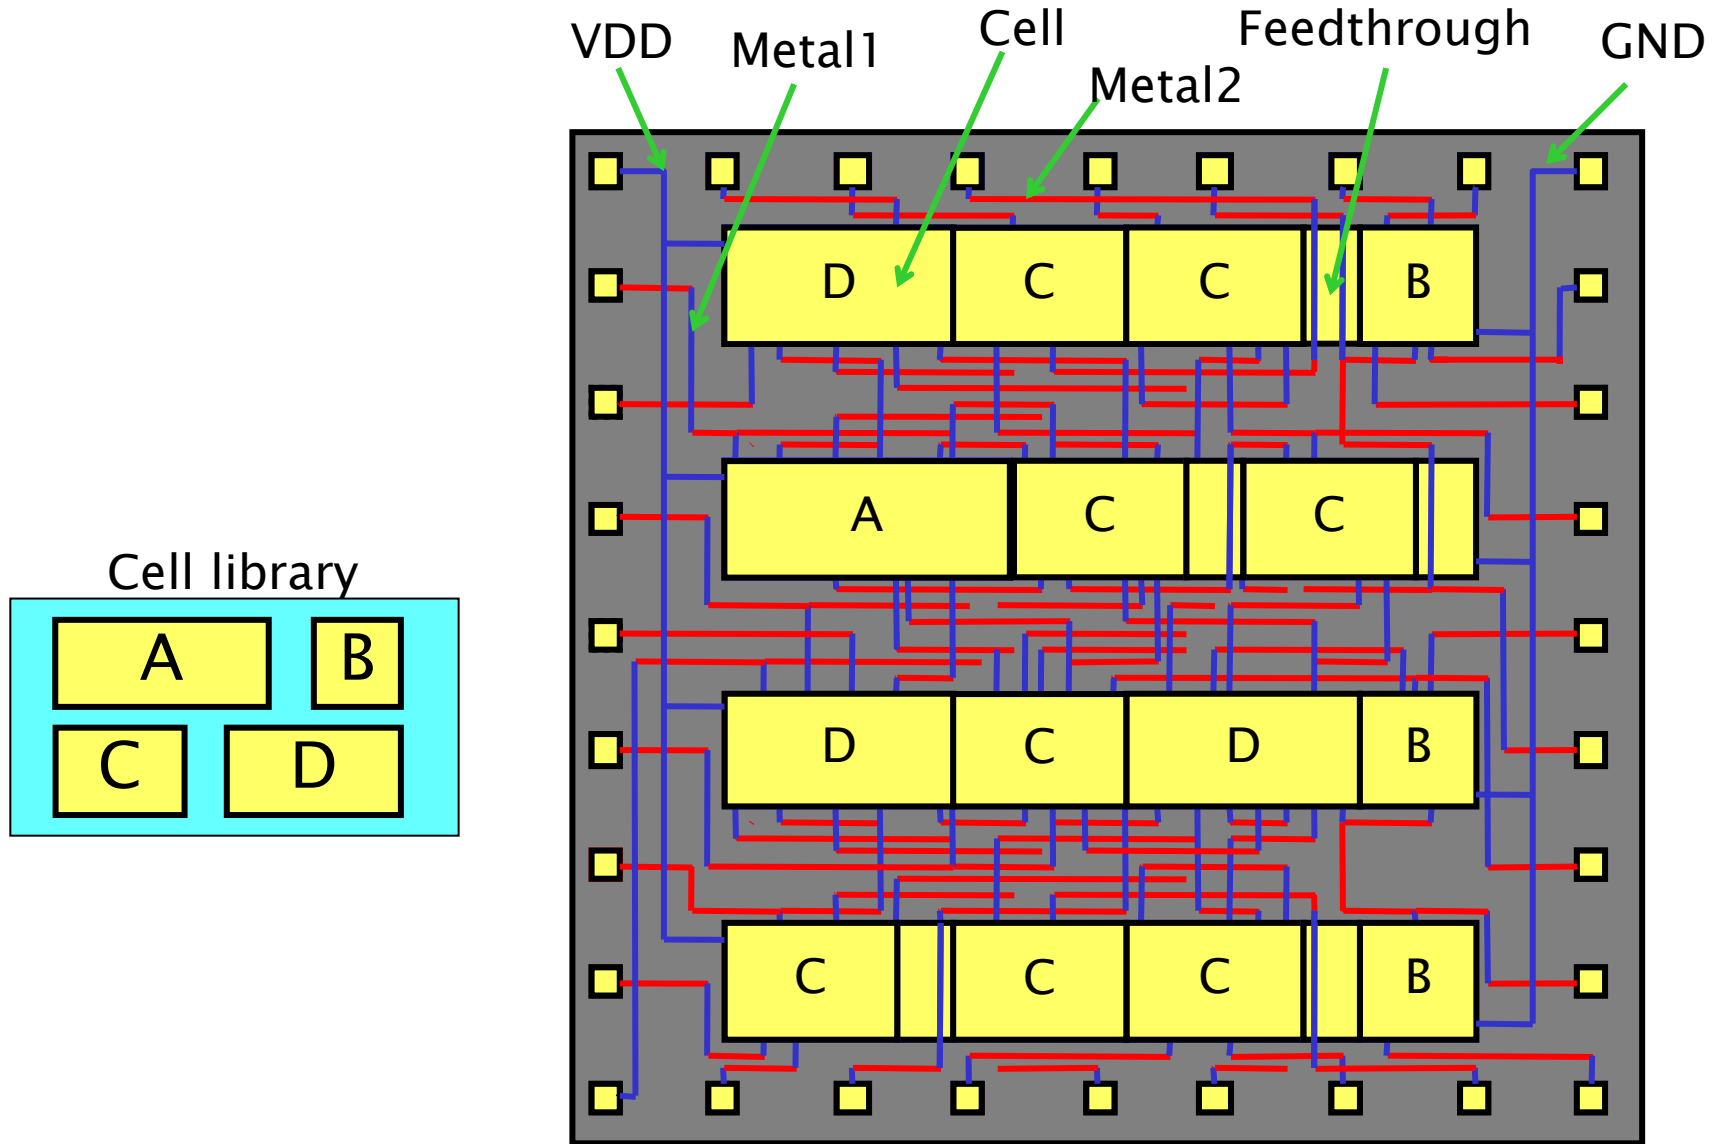 VDD
Metal1
Cell
Metal2
Feedthrough
GND
D C C B
A C C
Cell library
A B
C D
D C D B
C C C B